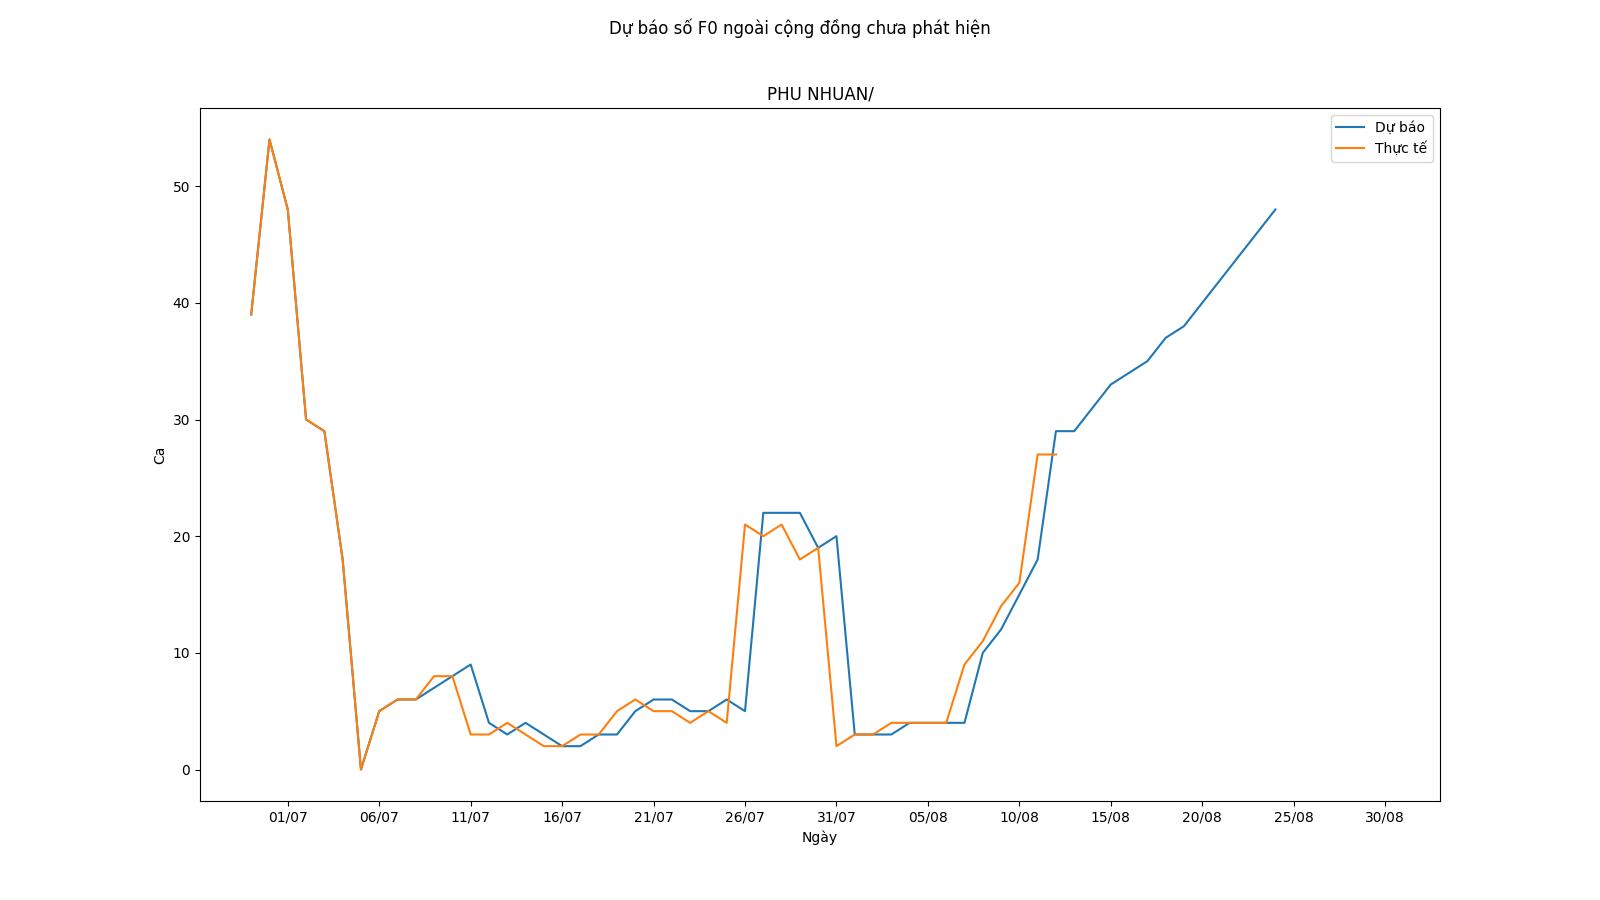 Dự báo số F0 ngoài cộng đồng chưa phát hiện
PHU NHUAN/
Dự báo
Thực tế
50
40
30
20
10
0
Ca
01/07 06/07 11/07 16/07 21/07 26/07 31/07 05/08 10/08 15/08 20/08 25/08 30/08
Ngày